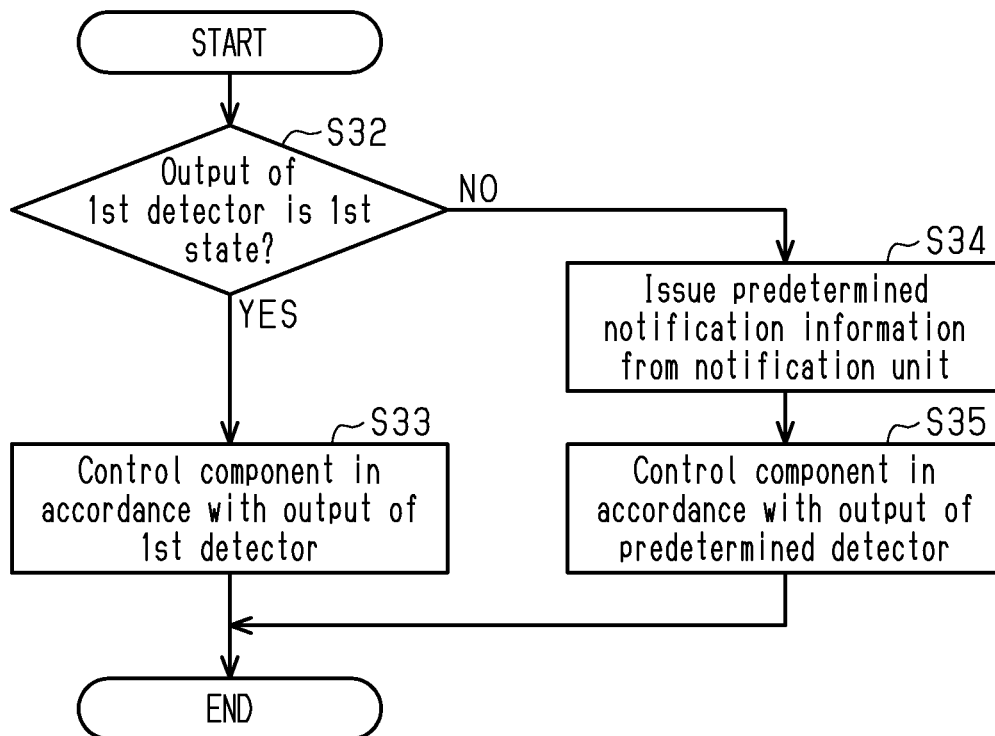 START
S32
Output of
1st detector is 1st
state?
NO
YES
S34
Issue predetermined
notification information
from notification unit
S33
Control component in
accordance with output of
1st detector
S35
Control component in
accordance with output of
predetermined detector
END